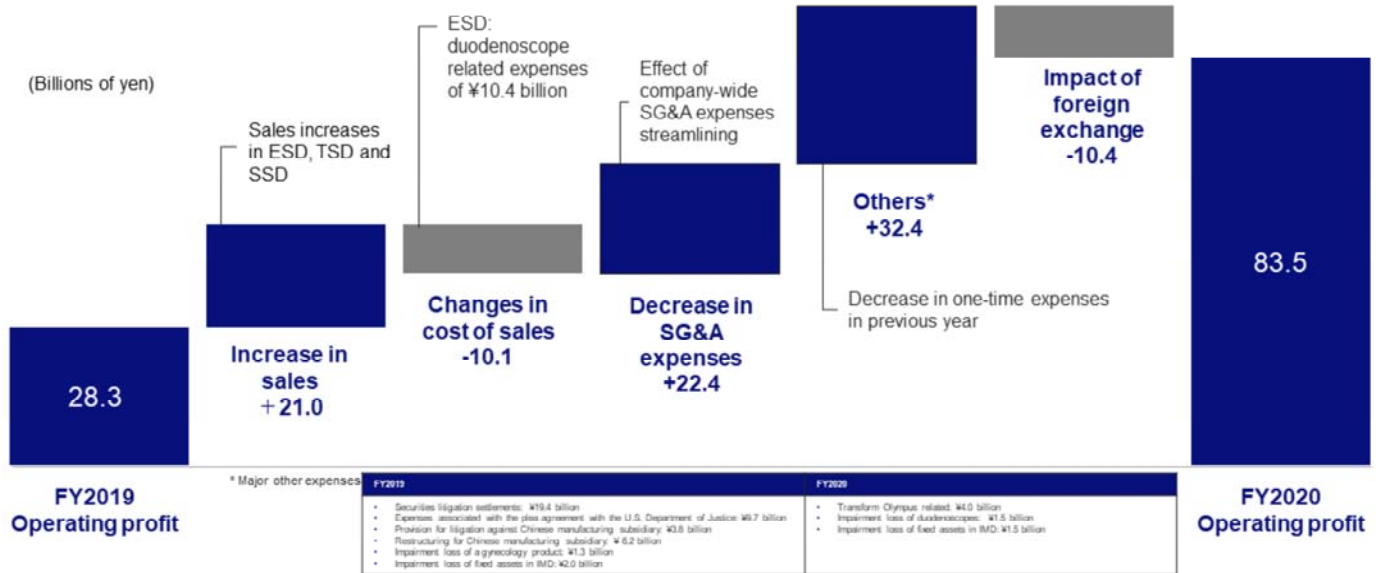 (Billions of yen)
28.3
FY2019
Operating profit
Sales increases
in ESD, TSD and
SSD
Increase in
sales
+21.0
ESD:
duodenoscope
related expenses
of ¥10.4 billion
Changes in
cost of sales
-10.1
Effect of
company-wide
SG&A expenses
streamlining
Decrease in
SG&A
expenses
+22.4
Others*
+32.4
Decrease in one-time expenses
in previous year
Impact of
foreign
exchange
-10.4
83.5
FY2020
Operating profit
* Major other expenses
FY2019
• Securities litigation settlements: ¥19.4 billion
• Expenses associated with the plea agreement with the U.S. Department of Justice: ¥9.7 billion
• Provision for litigation against Chinese manufacturing subsidiary: ¥3.8 billion
• Restructuring for Chinese manufacturing subsidiary: ¥ 6.2 billion
• Impairment loss of a gynecology product: ¥1.3 billion
• Impairment loss of fixed assets in IMD: ¥2.0 billion
FY2020
• Transform Olympus related: ¥4.0 billion
• Impairment loss of duodenoscopes: ¥1.5 billion
• Impairment loss of fixed assets in IMD: ¥1.5 billion